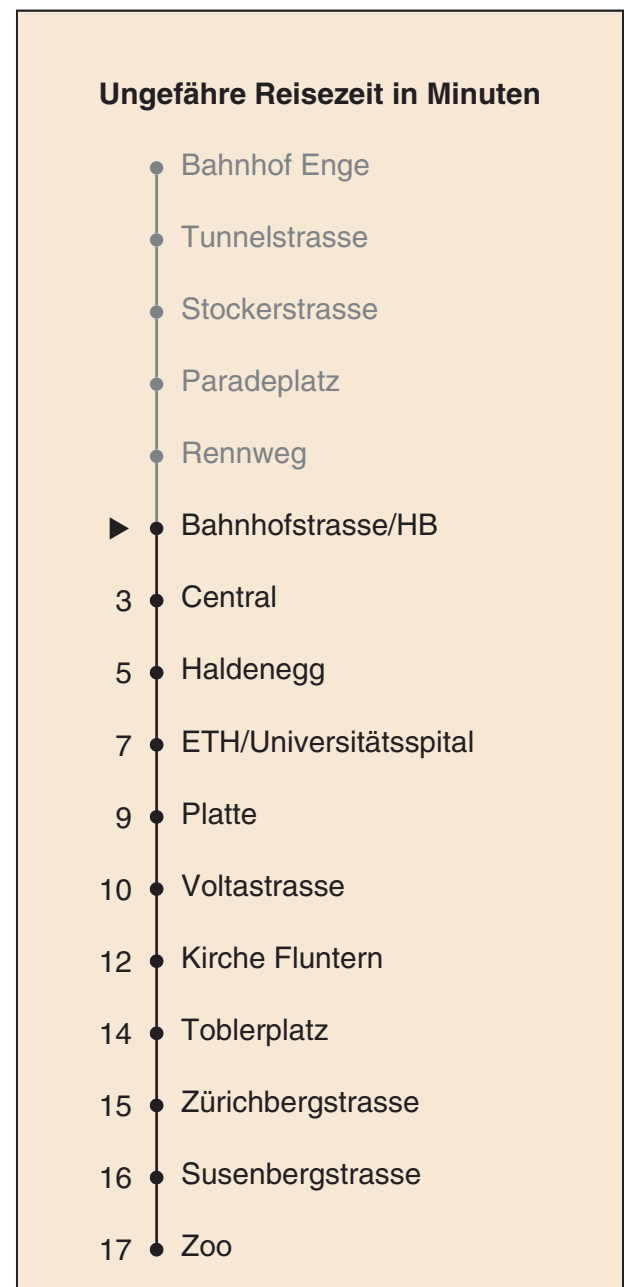 Ungefähre Reisezeit in Minuten
Bahnhof Enge
Tunnelstrasse
Stockerstrasse
Paradeplatz
Rennweg
Bahnhofstrasse/HB
3 Central
5 Haldenegg
7 ETH/Universitätsspital
9 Platte
10 Voltastrasse
12 Kirche Fluntern
14 Toblerplatz
15 Zürichbergstrasse
16 Susenbergstrasse
17 Zoo